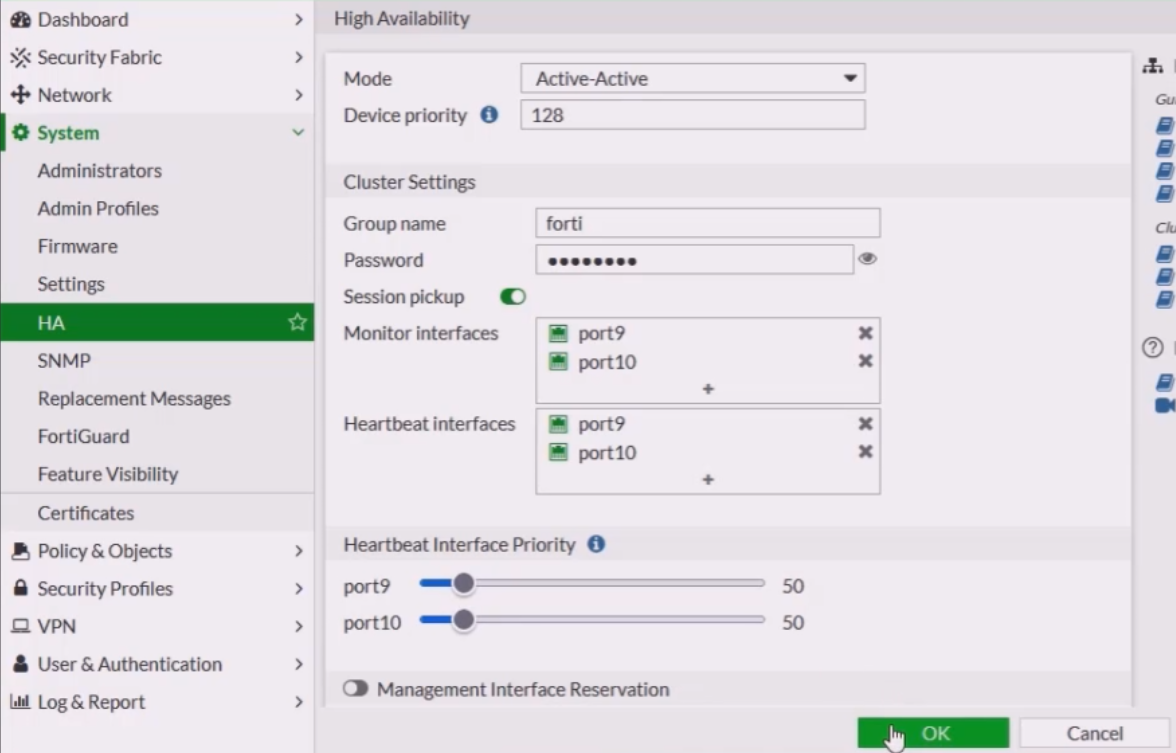 Dashboard
Security Fabric
Network
System
Administrators
Admin Profiles
Firmware
Settings
HA
SNMP
Replacement Messages
FortiGuard
Feature Visibility
Certificates
Policy & Objects
Security Profiles
VPN
User & Authentication
Log & Report
High Availability
Mode Active-Active
Device priority 128
Cluster Settings
Group name forti
Password ●●●●●●●●
Session pickup
Monitor interfaces port9
port10
+
Heartbeat interfaces port9
port10
+
Heartbeat Interface Priority
port9 50
port10 50
Management Interface Reservation
OK Cancel